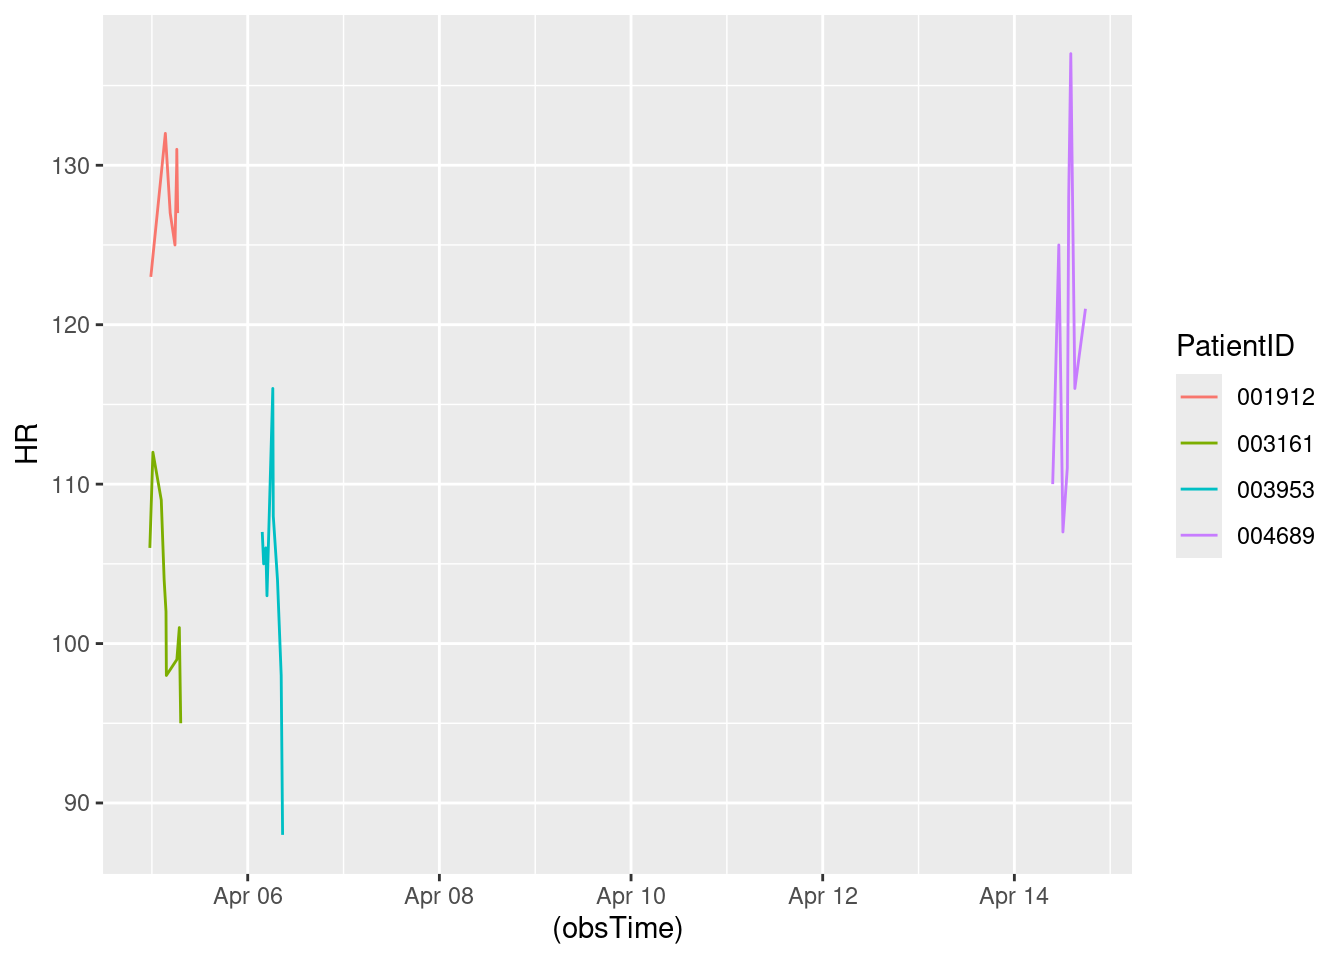 130
120
110
100
90
HR
Apr 06
Apr 08
Apr 10
Apr 12
Apr 14
(obsTime)
PatientID
001912
003161
003953
004689